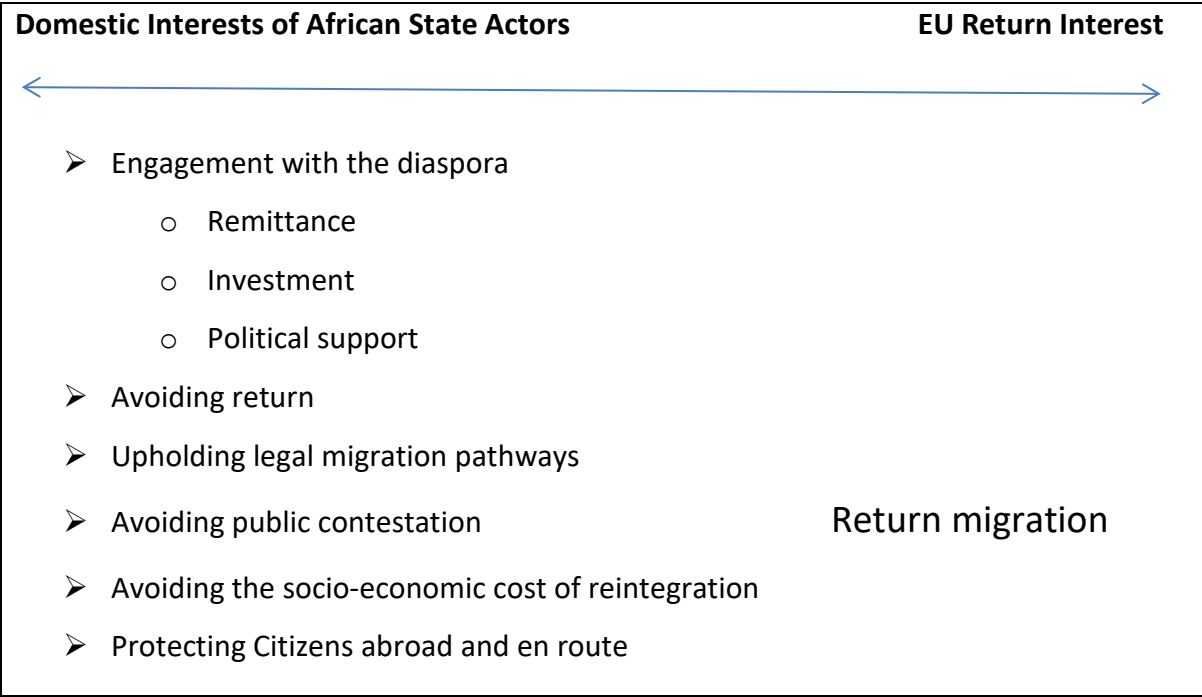 Domestic Interests of African State Actors EU Return Interest
➢ Engagement with the diaspora
o Remittance
o Investment
o Political support
➢ Avoiding return
➢ Upholding legal migration pathways
➢ Avoiding public contestation Return migration
➢ Avoiding the socio-economic cost of reintegration
➢ Protecting Citizens abroad and en route